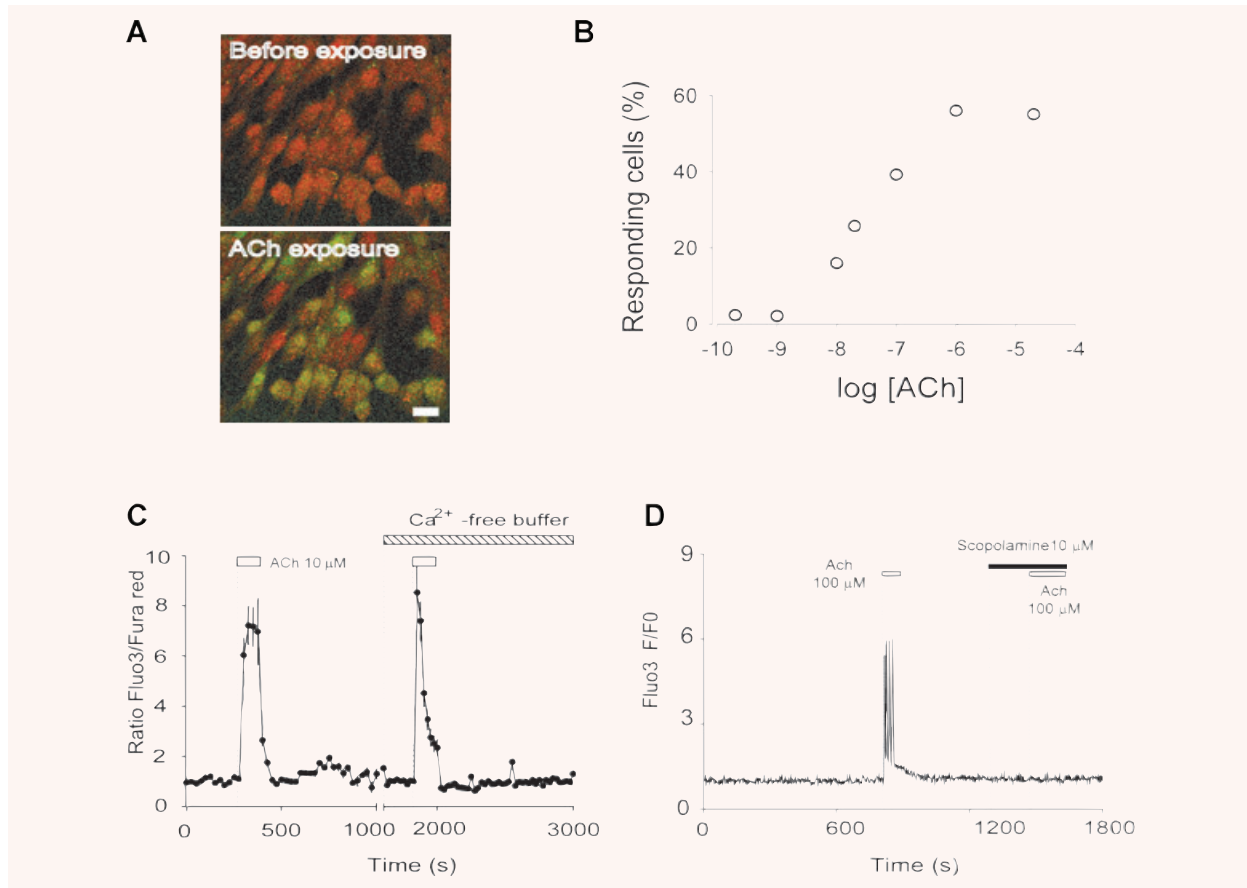 A
Before exposure
ACh exposure
B
Responding cells (%)
60
40
20
0
-10 -9 -8 -7 -6 -5 -4
log [ACh]
C
Ca2+ -free buffer
ACh 10 µM
Ratio Fluo3/Fura red
10
8
6
4
2
0
0 500 1000 2000 3000
Time (s)
D
Scopolamine10 µM
Ach
100 µM
Ach
100 µM
Fluo3 F/F0
9
6
3
0
0 600 1200 1800
Time (s)